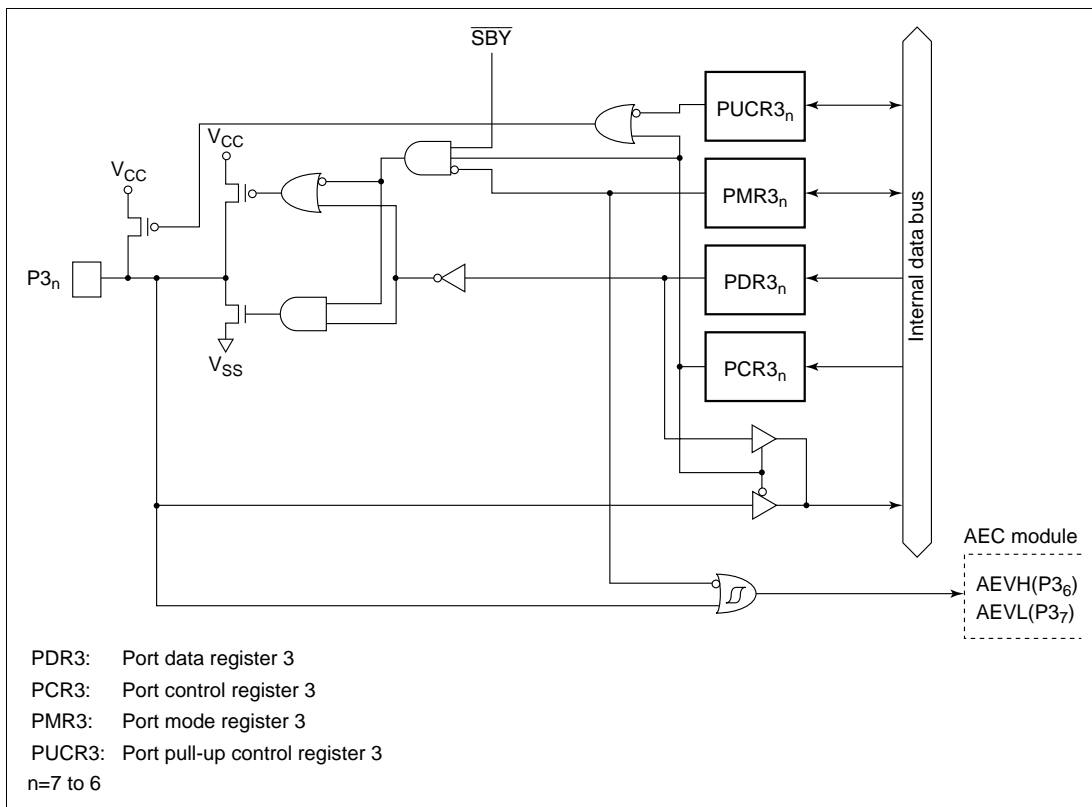 SBY
PUCR3n
VCC
VCC
PMR3n
PDR3n
P3n
Internal data bus
VSS
PCR3n
AEC module
AEVH(P36)
AEVL(P37)
PDR3: Port data register 3
PCR3: Port control register 3
PMR3: Port mode register 3
PUCR3: Port pull-up control register 3
n=7 to 6